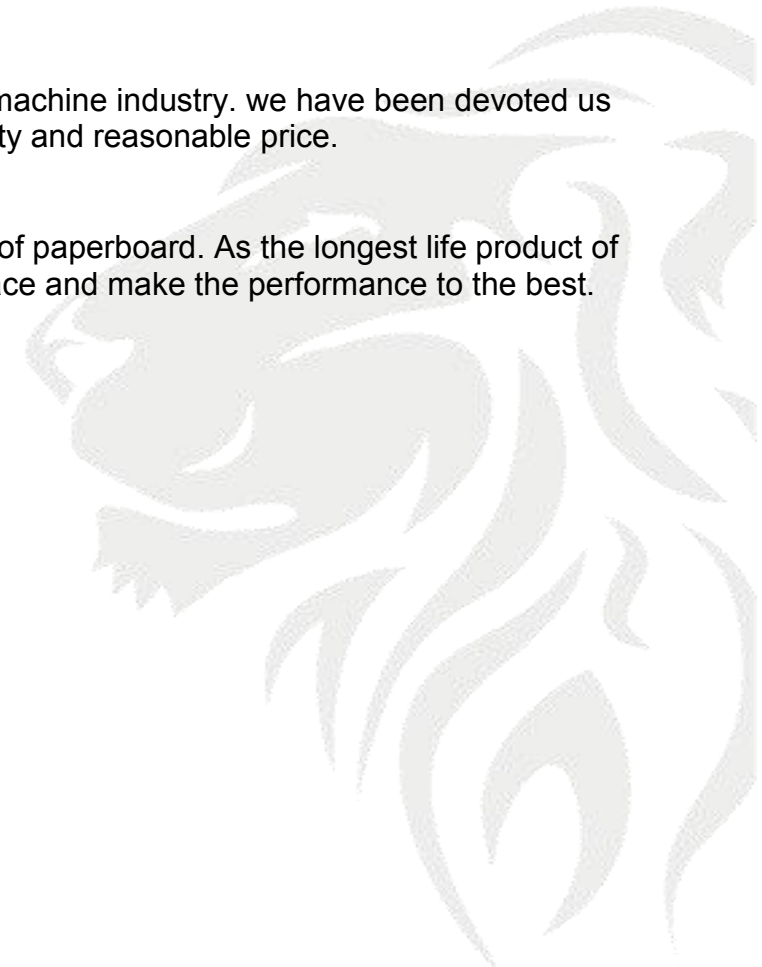 machine industry. we have been devoted us
ty and reasonable price.
of paperboard. As the longest life product of
ce and make the performance to the best.